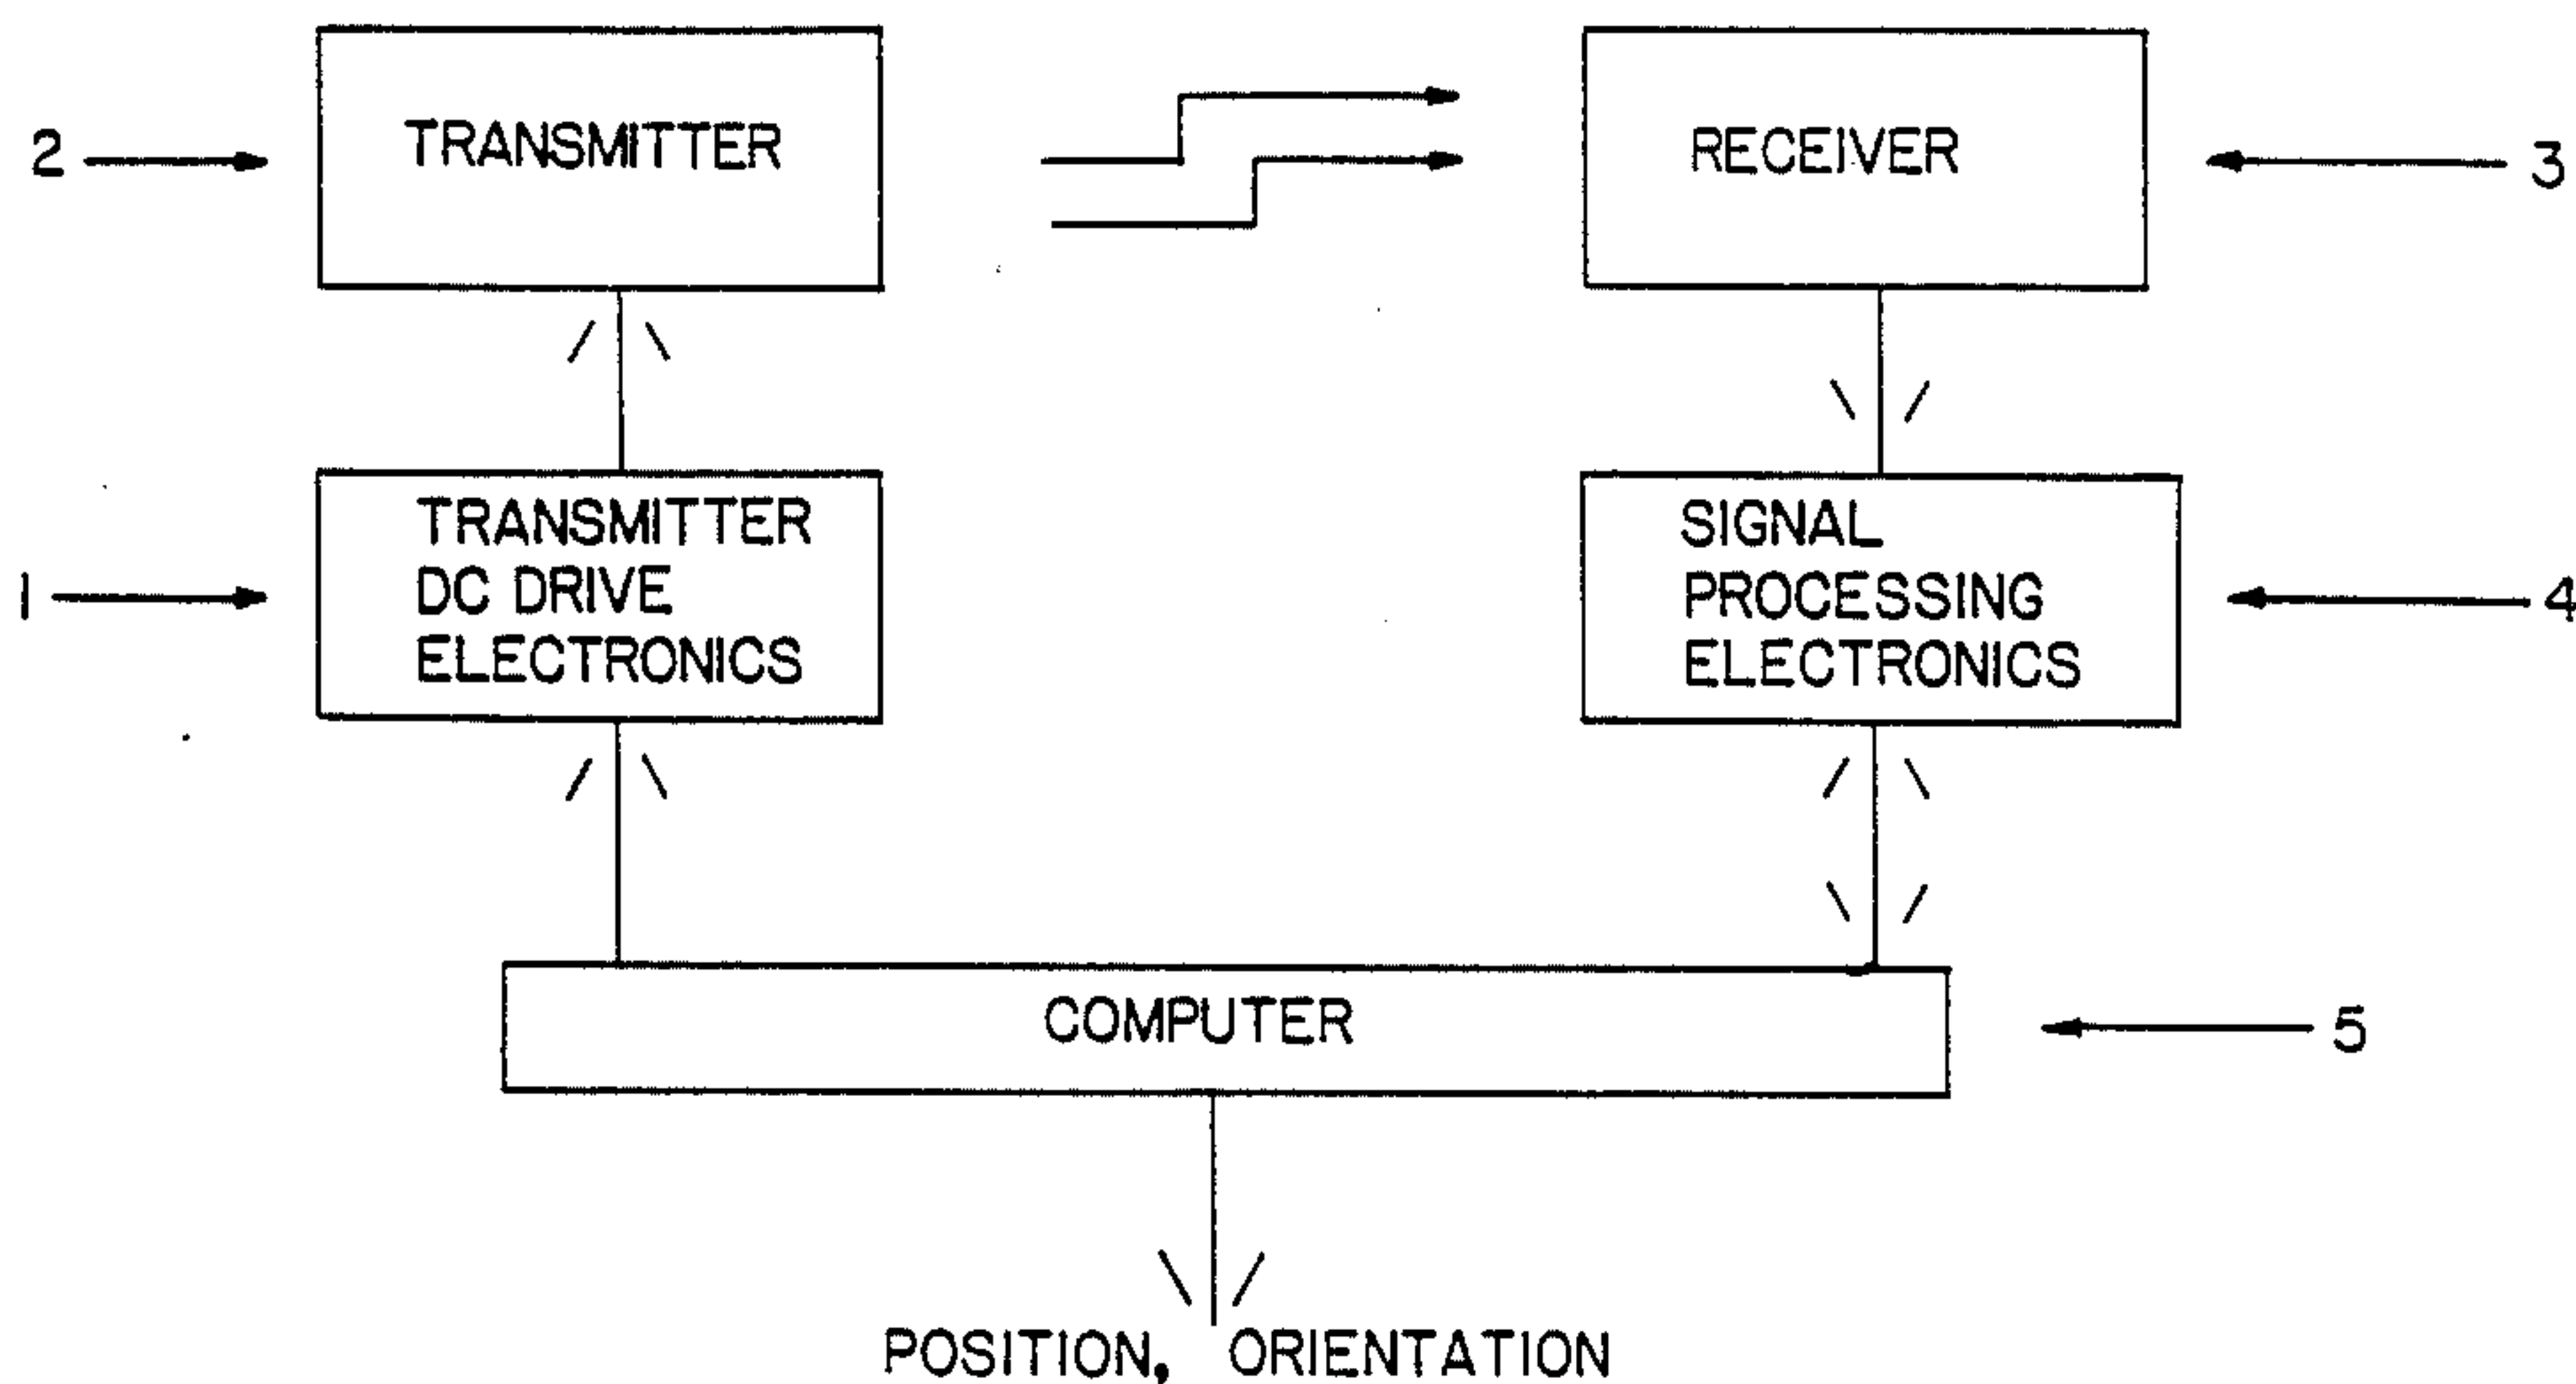 2
TRANSMITTER
RECEIVER
3
1
TRANSMITTER
DC DRIVE
ELECTRONICS
SIGNAL
PROCESSING
ELECTRONICS
4
COMPUTER
5
POSITION, ORIENTATION